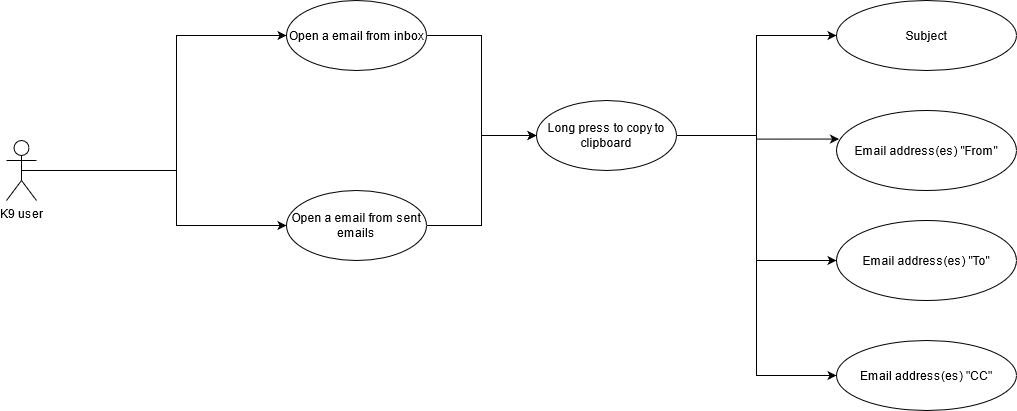 Open a email from inbox
Subject
Long press to copy to
clipboard
Email address(es) "From"
K9 user
Open a email from sent
emails
Email address(es) "To"
Email address(es) "CC"